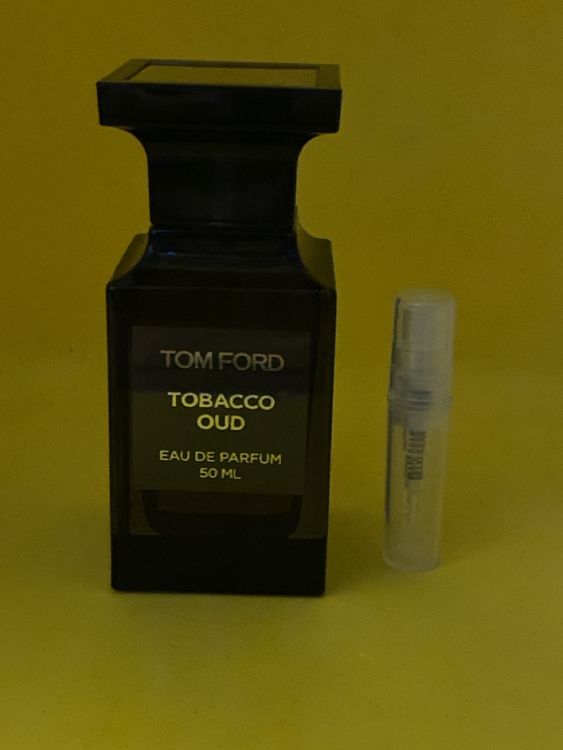 TOM FORD
TOBACCO
OUD
EAU DE PARFUM
50 ML